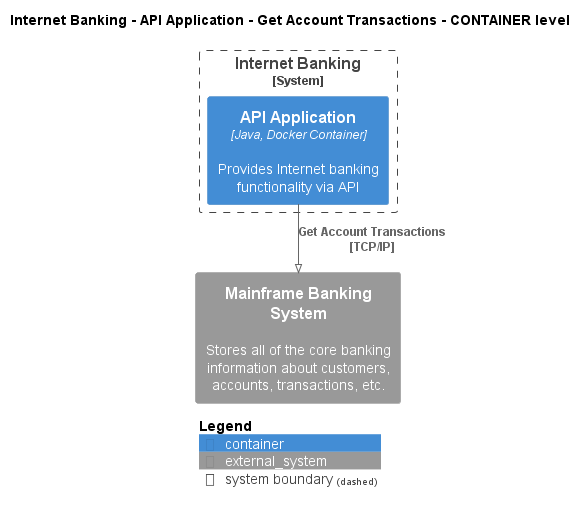 Internet Banking - API Application - Get Account Transactions - CONTAINER level
Internet Banking
[System]
API Application
[Java, Docker Container]
Provides Internet banking
functionality via API
Get Account Transactions
[TCP/IP]
Mainframe Banking
System
Stores all of the core banking
information about customers,
accounts, transactions, etc.
Legend
container
external_system
system boundary (dashed)